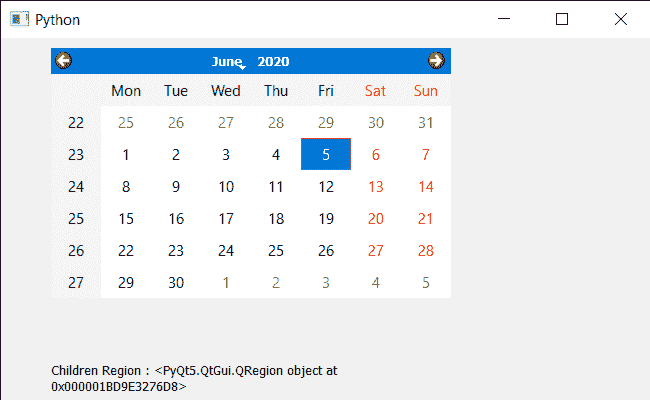 Python
June 2020
Mon Tue Wed Thu Fri Sat Sun
22 25 26 27 28 29 30 31
23 1 2 3 4 5 6 7
24 8 9 10 11 12 13 14
25 15 16 17 18 19 20 21
26 22 23 24 25 26 27 28
27 29 30 1 2 3 4 5
Children Region : <PyQt5.QtGui.QRegion object at
0x000001BD9E3276D8>